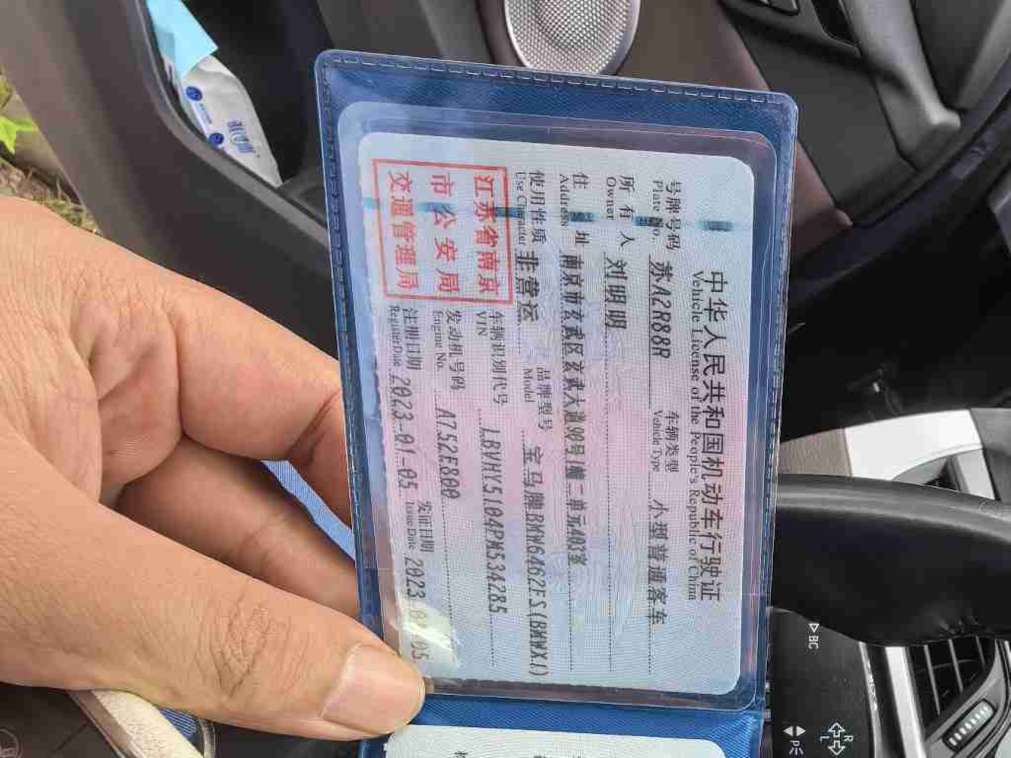 中华人民共和国机动车行驶证
Vehicle License of the People's Republic of China
号牌号码 苏A2R88R 车辆类型 小型普通客车
Plate No. Vehicle Type
所有人 刘明明
Owner
住址 南京市玄武区玄武大道98号1幢二单元403室
Address
使用性质 非营运 品牌型号 宝马牌BMW6462ES(BMWX1)
Use Character Model
江苏省南京
市公安局
交通管理局
车辆识别代号 LBVHY5104PM534285
VIN
发动机号码 A752E800
Engine No.
注册日期 2023-01-05 发证日期 2023-01-05
Register Date Issue Date
BC
R
L